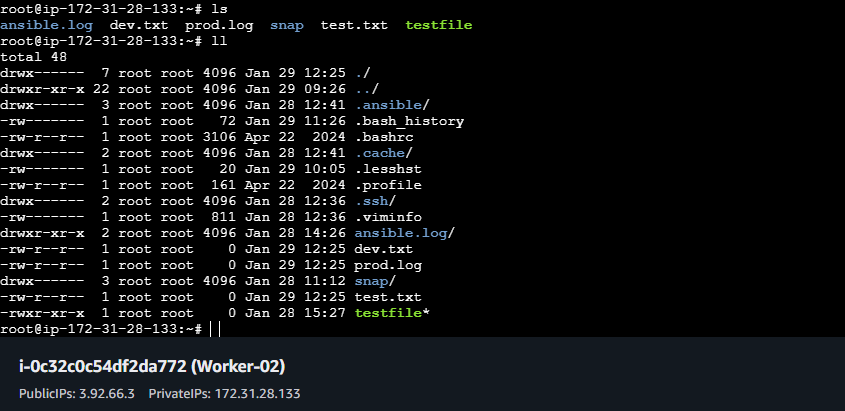 root@ip-172-31-28-133:~# ls
ansible.log  dev.txt  prod.log  snap  test.txt  testfile
root@ip-172-31-28-133:~# ll
total 48
drwx------  7 root root 4096 Jan 29 12:25 ./
drwxr-xr-x 22 root root 4096 Jan 29 09:26 ../
drwx------  3 root root 4096 Jan 28 12:41 .ansible/
-rw-------  1 root root   72 Jan 29 11:26 .bash_history
-rw-r--r--  1 root root 3106 Apr 22  2024 .bashrc
drwx------  2 root root 4096 Jan 28 12:41 .cache/
-rw-------  1 root root   20 Jan 29 10:05 .lesshst
-rw-r--r--  1 root root  161 Apr 22  2024 .profile
drwx------  2 root root 4096 Jan 28 12:36 .ssh/
-rw-------  1 root root  811 Jan 28 12:36 .viminfo
drwxr-xr-x  2 root root 4096 Jan 28 14:26 ansible.log/
-rw-r--r--  1 root root    0 Jan 29 12:25 dev.txt
-rw-r--r--  1 root root    0 Jan 29 12:25 prod.log
drwx------  3 root root 4096 Jan 28 11:12 snap/
-rw-r--r--  1 root root    0 Jan 29 12:25 test.txt
-rwxr-xr-x  1 root root    0 Jan 28 15:27 testfile*
root@ip-172-31-28-133:~#
i-0c32c0c54df2da772 (Worker-02)
PublicIPs: 3.92.66.3  PrivateIPs: 172.31.28.133